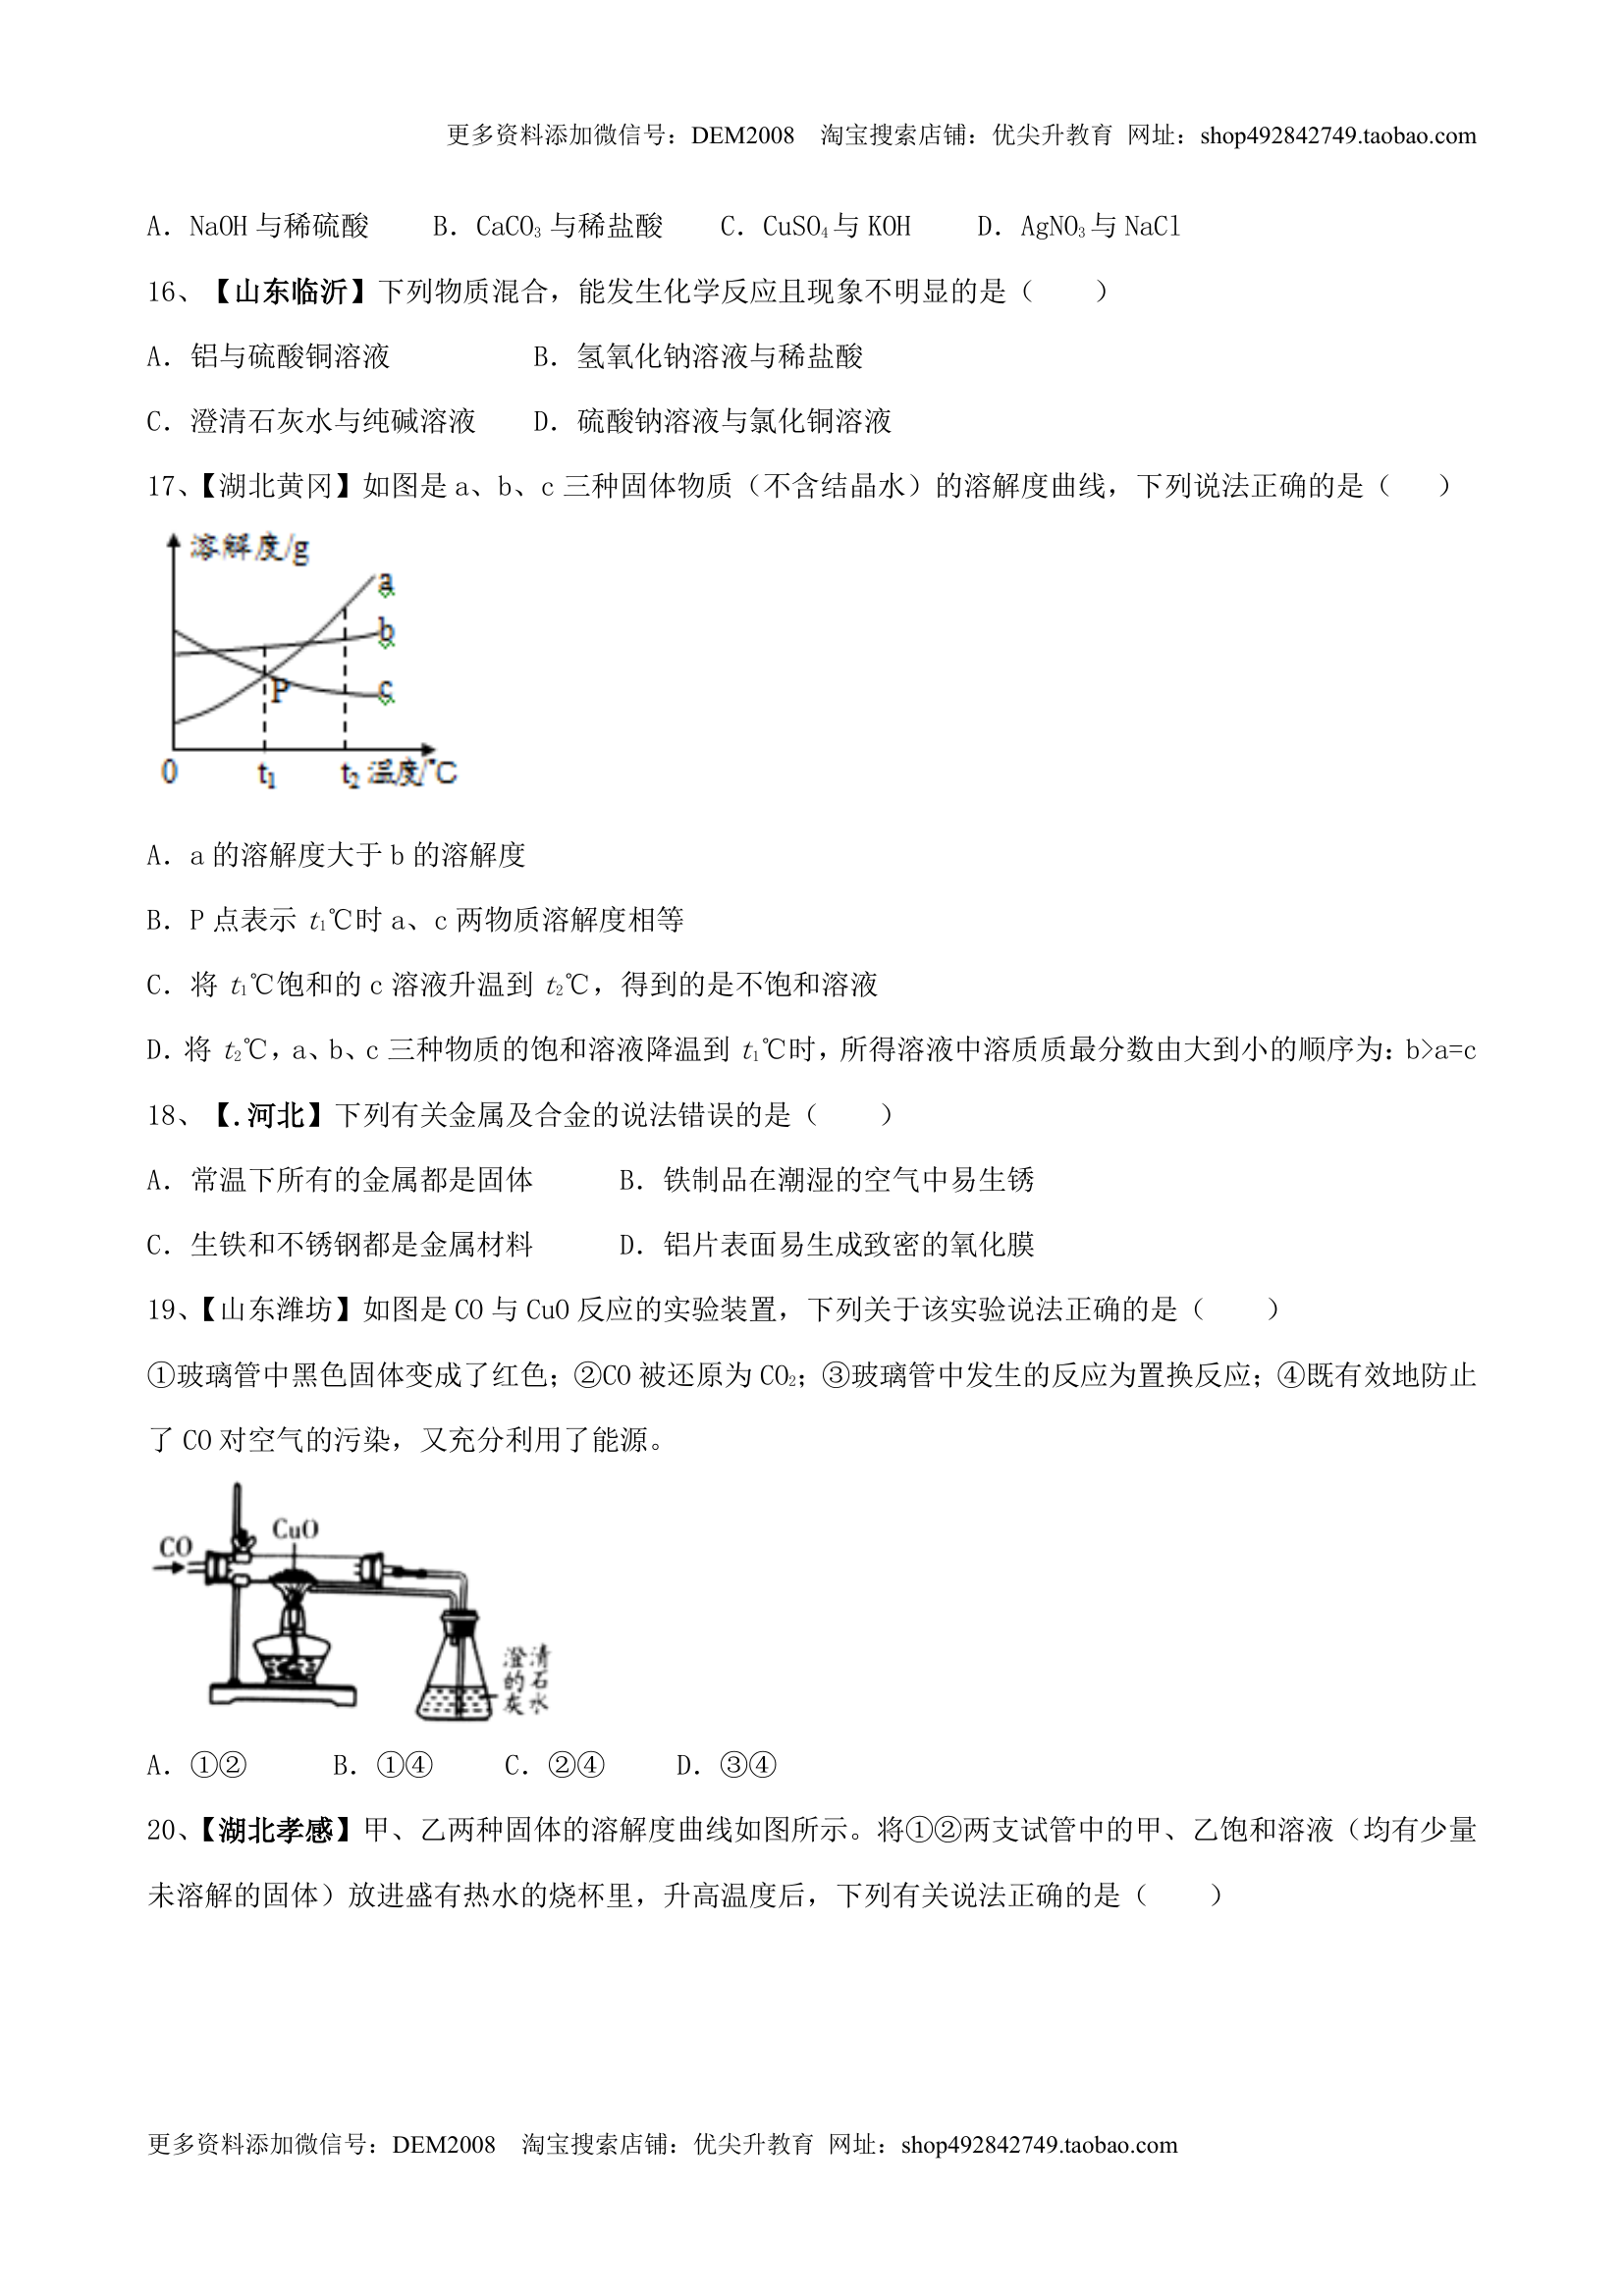 更多资料添加微信号：DEM2008　淘宝搜索店铺：优尖升教育 网址：shop492842749.taobao.com
A．NaOH 与稀硫酸　B．CaCO₃ 与稀盐酸　C．CuSO₄ 与 KOH　D．AgNO₃ 与 NaCl
16、【山东临沂】下列物质混合，能发生化学反应且现象不明显的是（　　）
A．铝与硫酸铜溶液　B．氢氧化钠溶液与稀盐酸
C．澄清石灰水与纯碱溶液　D．硫酸钠溶液与氯化铜溶液
17、【湖北黄冈】如图是 a、b、c 三种固体物质（不含结晶水）的溶解度曲线，下列说法正确的是（　）
溶解度/g
a
b
P
c
0 t₁ t₂ 温度/℃
A．a 的溶解度大于 b 的溶解度
B．P 点表示 t₁℃时 a、c 两物质溶解度相等
C．将 t₁℃饱和的 c 溶液升温到 t₂℃，得到的是不饱和溶液
D．将 t₂℃，a、b、c 三种物质的饱和溶液降温到 t₁℃时，所得溶液中溶质质最分数由大到小的顺序为：b>a=c
18、【.河北】下列有关金属及合金的说法错误的是（　　）
A．常温下所有的金属都是固体　B．铁制品在潮湿的空气中易生锈
C．生铁和不锈钢都是金属材料　D．铝片表面易生成致密的氧化膜
19、【山东潍坊】如图是 CO 与 CuO 反应的实验装置，下列关于该实验说法正确的是（　　）
①玻璃管中黑色固体变成了红色；②CO 被还原为 CO₂；③玻璃管中发生的反应为置换反应；④既有效地防止
了 CO 对空气的污染，又充分利用了能源。
CuO
CO
澄清
的石
灰水
A．①②　B．①④　C．②④　D．③④
20、【湖北孝感】甲、乙两种固体的溶解度曲线如图所示。将①②两支试管中的甲、乙饱和溶液（均有少量
未溶解的固体）放进盛有热水的烧杯里，升高温度后，下列有关说法正确的是（　　）
更多资料添加微信号：DEM2008　淘宝搜索店铺：优尖升教育 网址：shop492842749.taobao.com